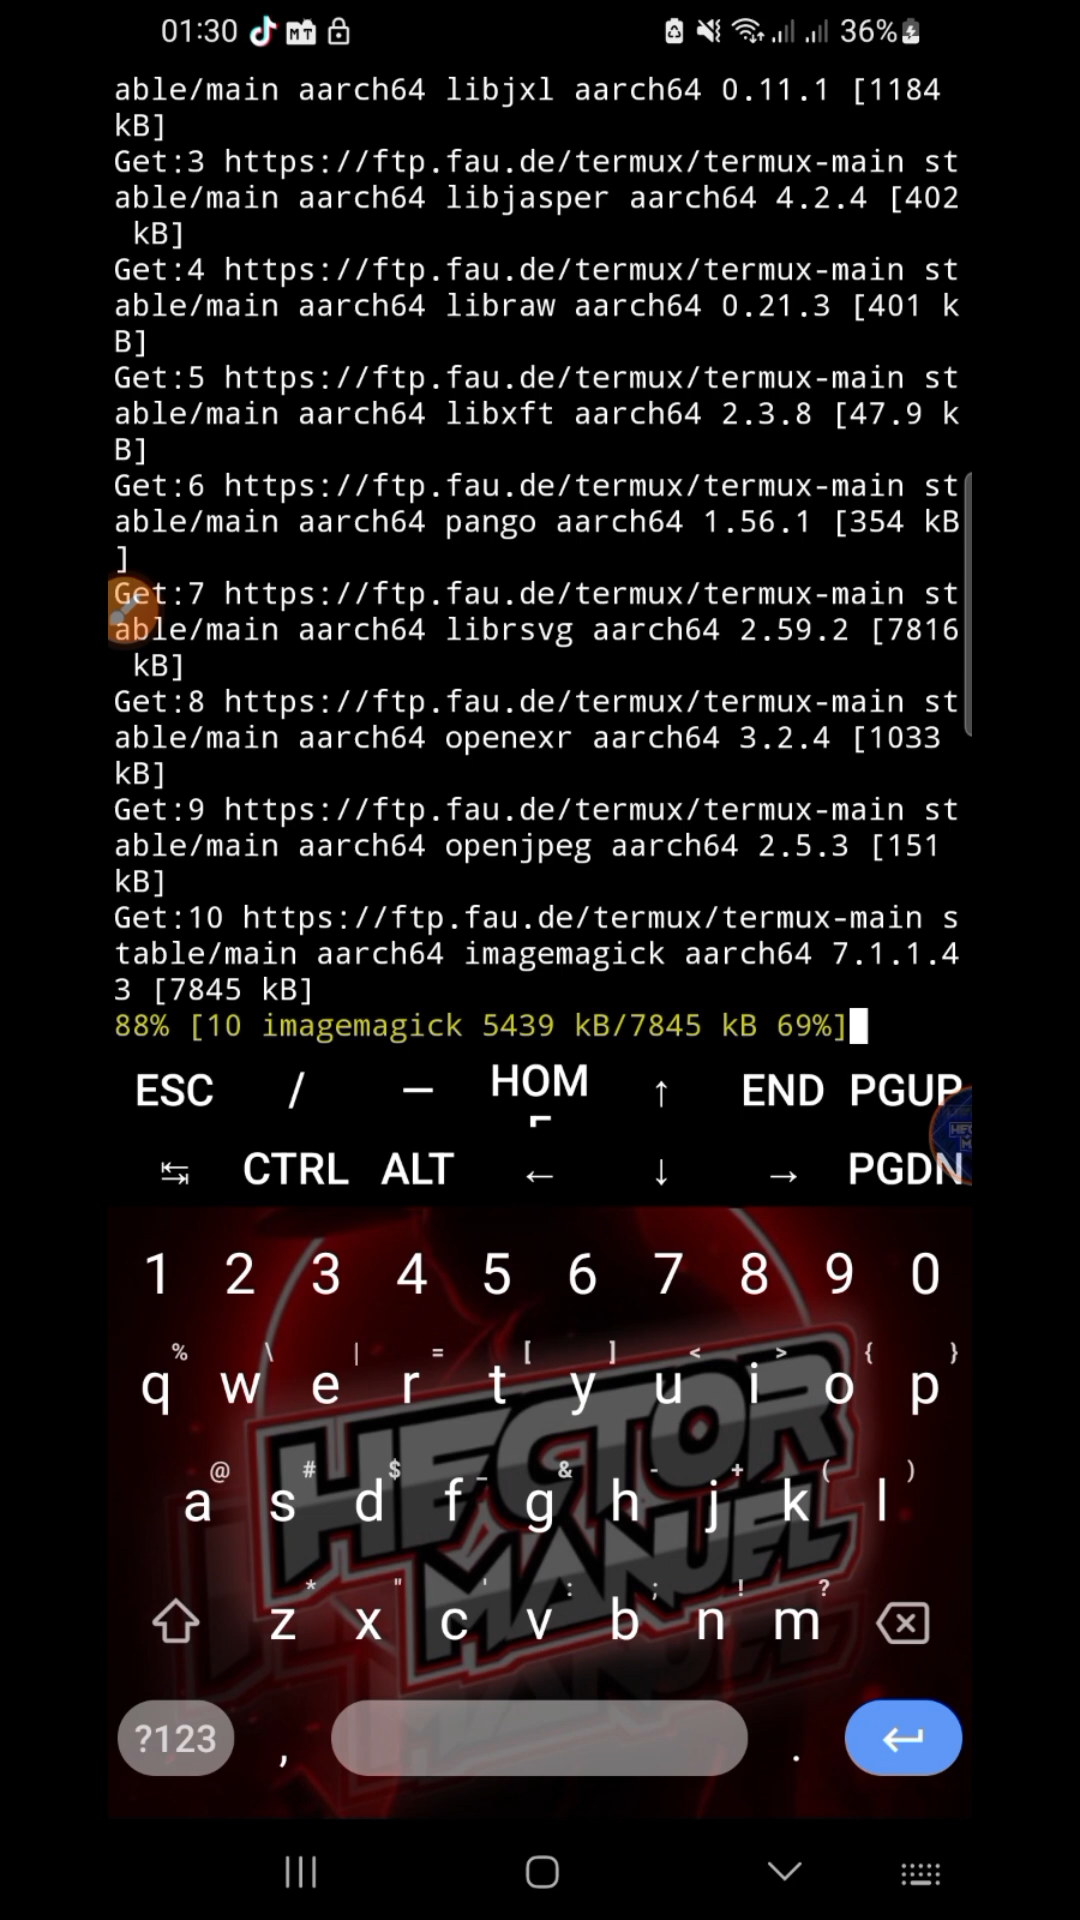 01:30 MT 36%
able/main aarch64 libjxl aarch64 0.11.1 [1184
kB]
Get:3 https://ftp.fau.de/termux/termux-main st
able/main aarch64 libjasper aarch64 4.2.4 [402
kB]
Get:4 https://ftp.fau.de/termux/termux-main st
able/main aarch64 libraw aarch64 0.21.3 [401 k
B]
Get:5 https://ftp.fau.de/termux/termux-main st
able/main aarch64 libxft aarch64 2.3.8 [47.9 k
B]
Get:6 https://ftp.fau.de/termux/termux-main st
able/main aarch64 pango aarch64 1.56.1 [354 kB
]
Get:7 https://ftp.fau.de/termux/termux-main st
able/main aarch64 librsvg aarch64 2.59.2 [7816
kB]
Get:8 https://ftp.fau.de/termux/termux-main st
able/main aarch64 openexr aarch64 3.2.4 [1033
kB]
Get:9 https://ftp.fau.de/termux/termux-main st
able/main aarch64 openjpeg aarch64 2.5.3 [151
kB]
Get:10 https://ftp.fau.de/termux/termux-main s
table/main aarch64 imagemagick aarch64 7.1.1.4
3 [7845 kB]
88% [10 imagemagick 5439 kB/7845 kB 69%]
ESC / — HOM ↑ END PGUP
↹ CTRL ALT ← ↓ → PGDN
1 2 3 4 5 6 7 8 9 0
% \ | = [ ] < > { }
q w e r t y u i o p
@ # $ _ & - + ( )
a s d f g h j k l
* " ' : ; ! ?
z x c v b n m
?123 , .
HECTOR
MANUEL